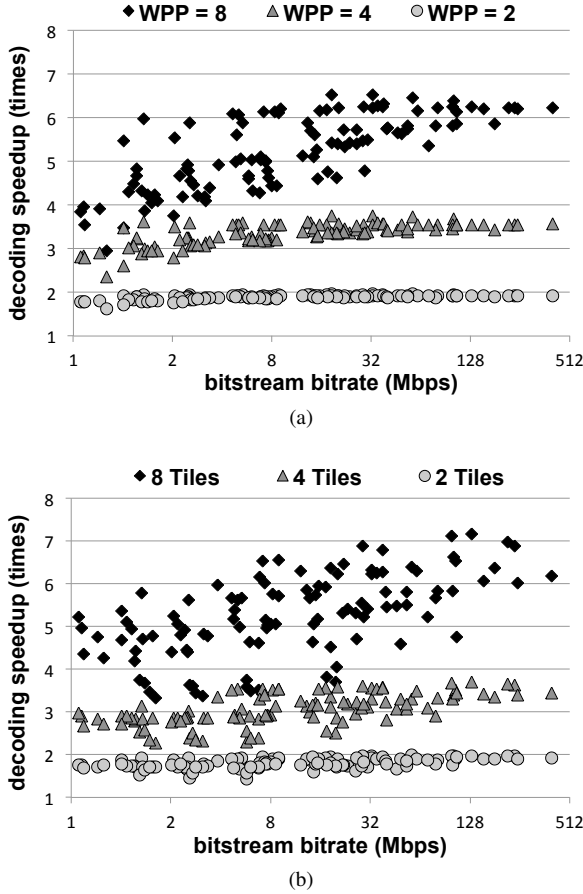 WPP = 8 WPP = 4 WPP = 2
8
7
6
5
4
3
2
1
decoding speedup (times)
1 2 8 32 128 512
bitstream bitrate (Mbps)
(a)
8 Tiles 4 Tiles 2 Tiles
8
7
6
5
4
3
2
1
decoding speedup (times)
1 2 8 32 128 512
bitstream bitrate (Mbps)
(b)